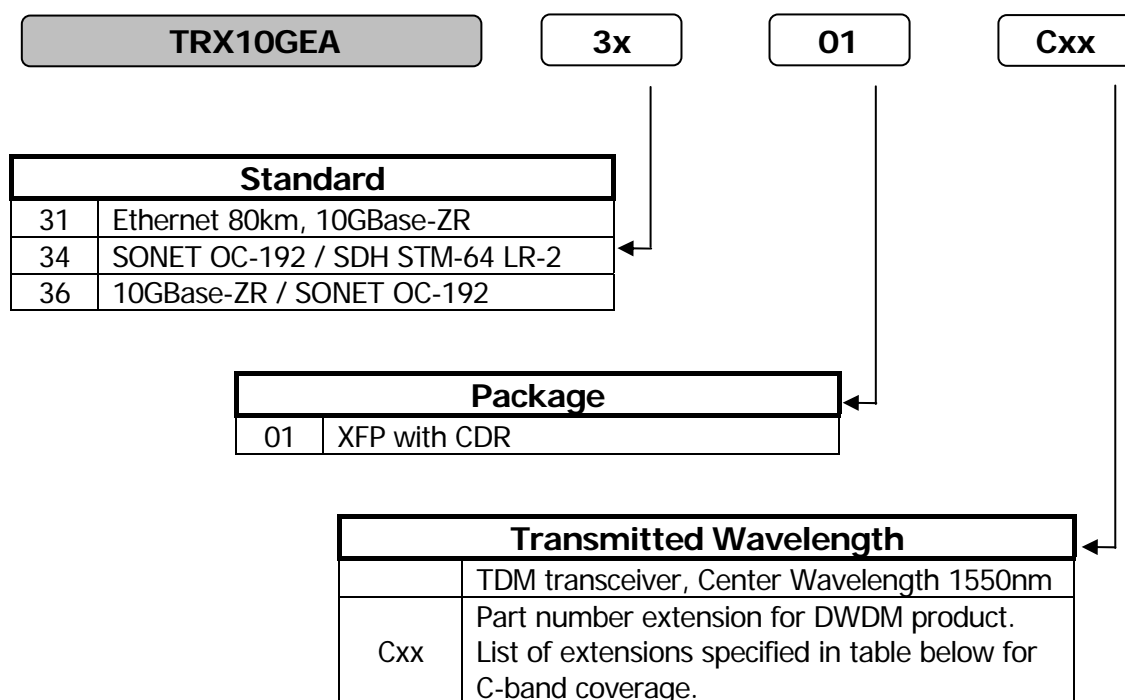 TRX10GEA 3x 01 Cxx
Standard
31 Ethernet 80km, 10GBase-ZR
34 SONET OC-192 / SDH STM-64 LR-2
36 10GBase-ZR / SONET OC-192
Package
01 XFP with CDR
Transmitted Wavelength
TDM transceiver, Center Wavelength 1550nm
Part number extension for DWDM product.
Cxx List of extensions specified in table below for
C-band coverage.